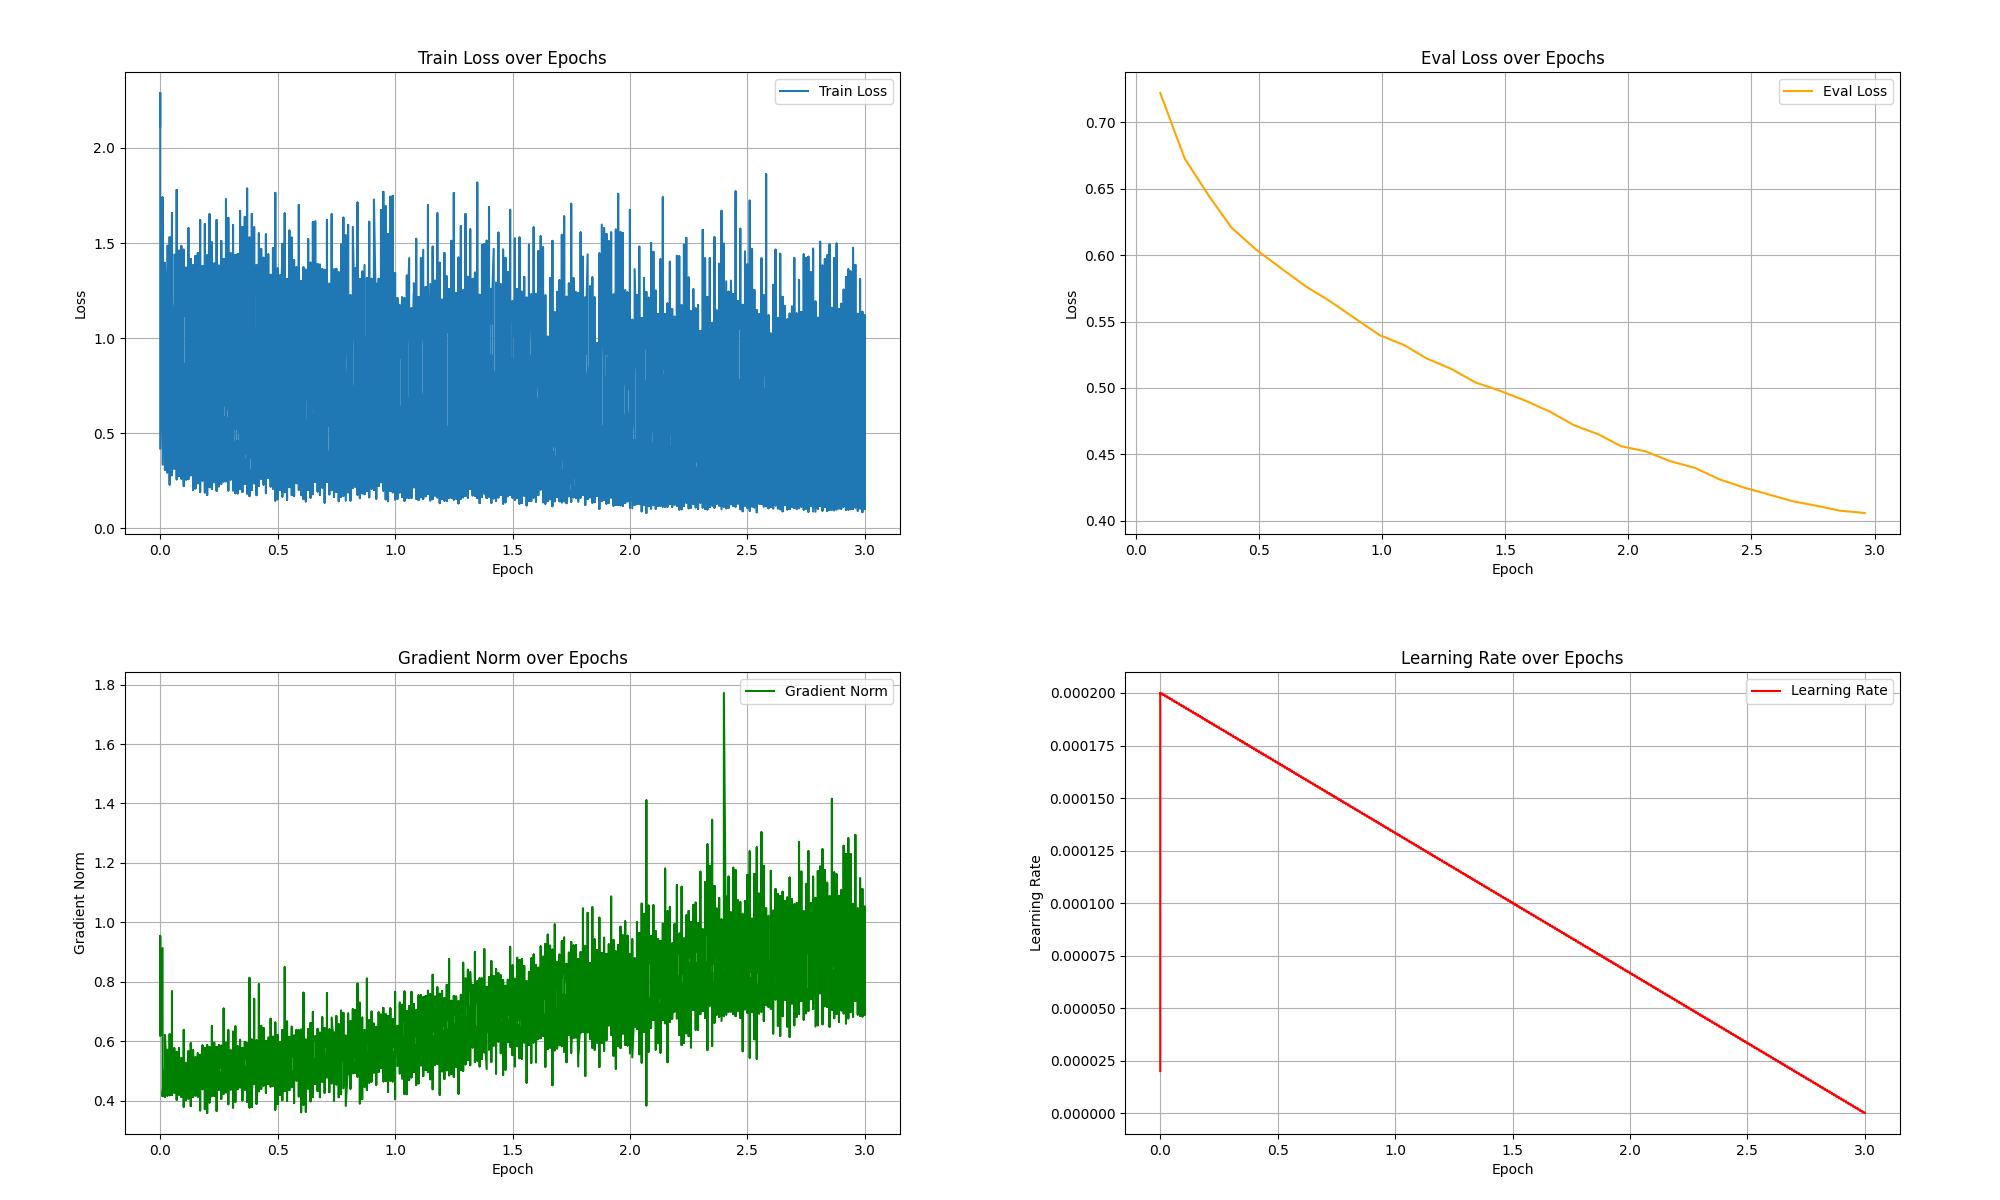 Train Loss over Epochs
Train Loss
Loss
2.0
1.5
1.0
0.5
0.0
0.0 0.5 1.0 1.5 2.0 2.5 3.0
Epoch
Eval Loss over Epochs
Eval Loss
Loss
0.70
0.65
0.60
0.55
0.50
0.45
0.40
0.0 0.5 1.0 1.5 2.0 2.5 3.0
Epoch
Gradient Norm over Epochs
Gradient Norm
Gradient Norm
1.8
1.6
1.4
1.2
1.0
0.8
0.6
0.4
0.0 0.5 1.0 1.5 2.0 2.5 3.0
Epoch
Learning Rate over Epochs
Learning Rate
Learning Rate
0.000200
0.000175
0.000150
0.000125
0.000100
0.000075
0.000050
0.000025
0.000000
0.0 0.5 1.0 1.5 2.0 2.5 3.0
Epoch